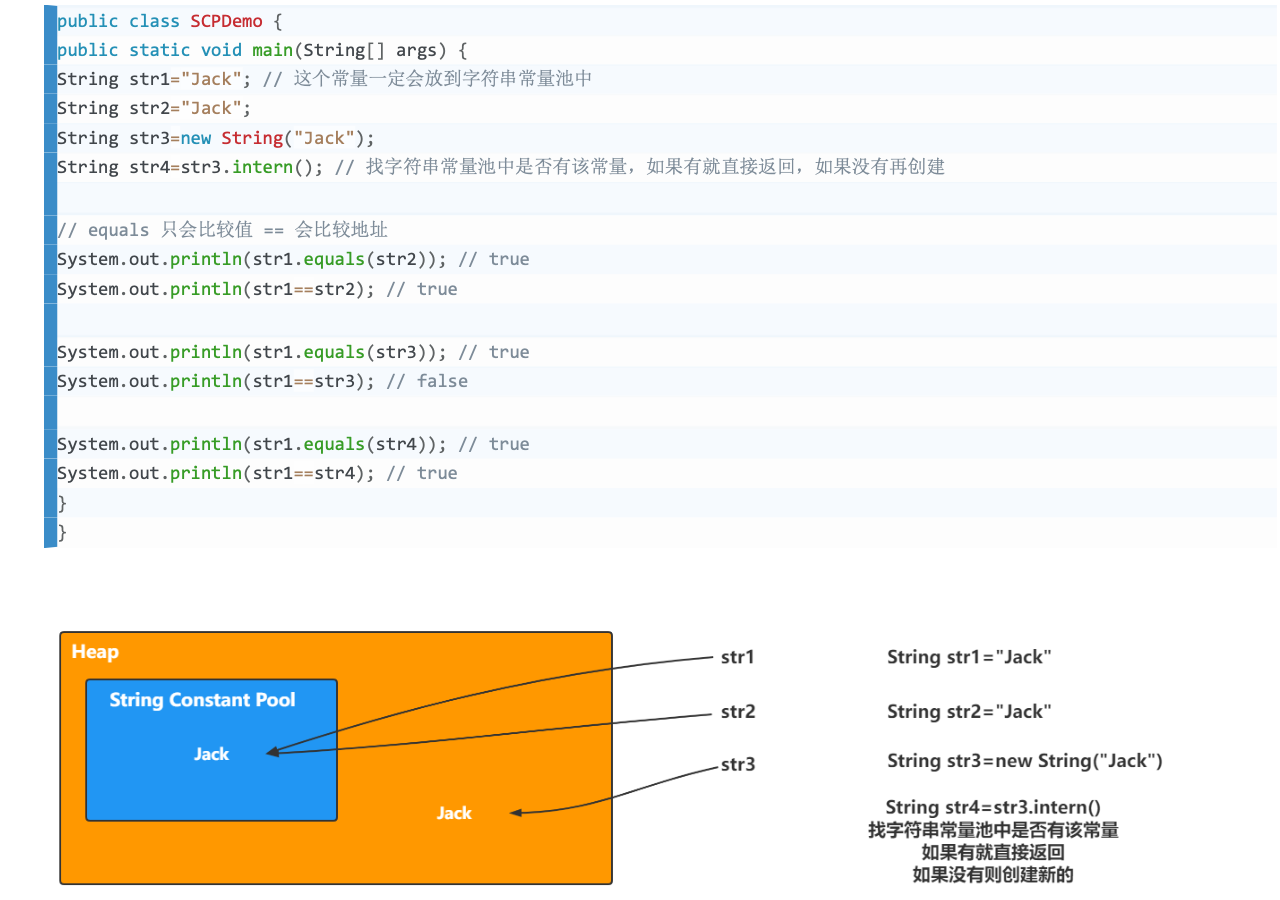 public class SCPDemo {
public static void main(String[] args) {
String str1="Jack"; // 这个常量一定会放到字符串常量池中
String str2="Jack";
String str3=new String("Jack");
String str4=str3.intern(); // 找字符串常量池中是否有该常量，如果有就直接返回，如果没有再创建
// equals 只会比较值 == 会比较地址
System.out.println(str1.equals(str2)); // true
System.out.println(str1==str2); // true
System.out.println(str1.equals(str3)); // true
System.out.println(str1==str3); // false
System.out.println(str1.equals(str4)); // true
System.out.println(str1==str4); // true
}
}
Heap
String Constant Pool
Jack
Jack
str1
str2
str3
String str1="Jack"
String str2="Jack"
String str3=new String("Jack")
String str4=str3.intern()
找字符串常量池中是否有该常量
如果有就直接返回
如果没有则创建新的